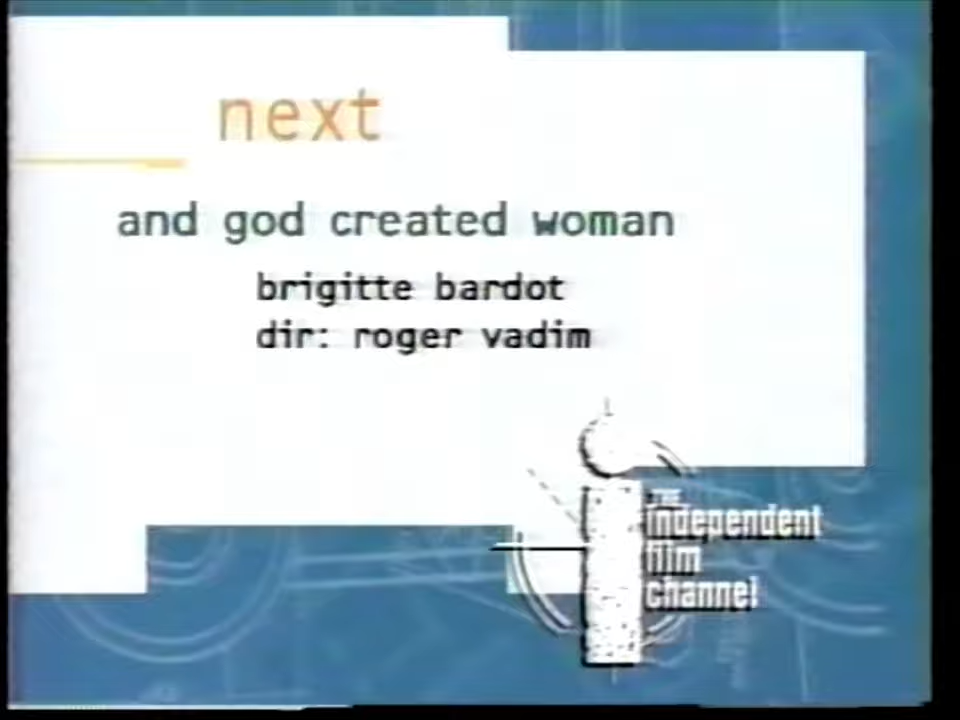 next
and god created woman
brigitte bardot
dir: roger vadim
THE
independent
film
channel